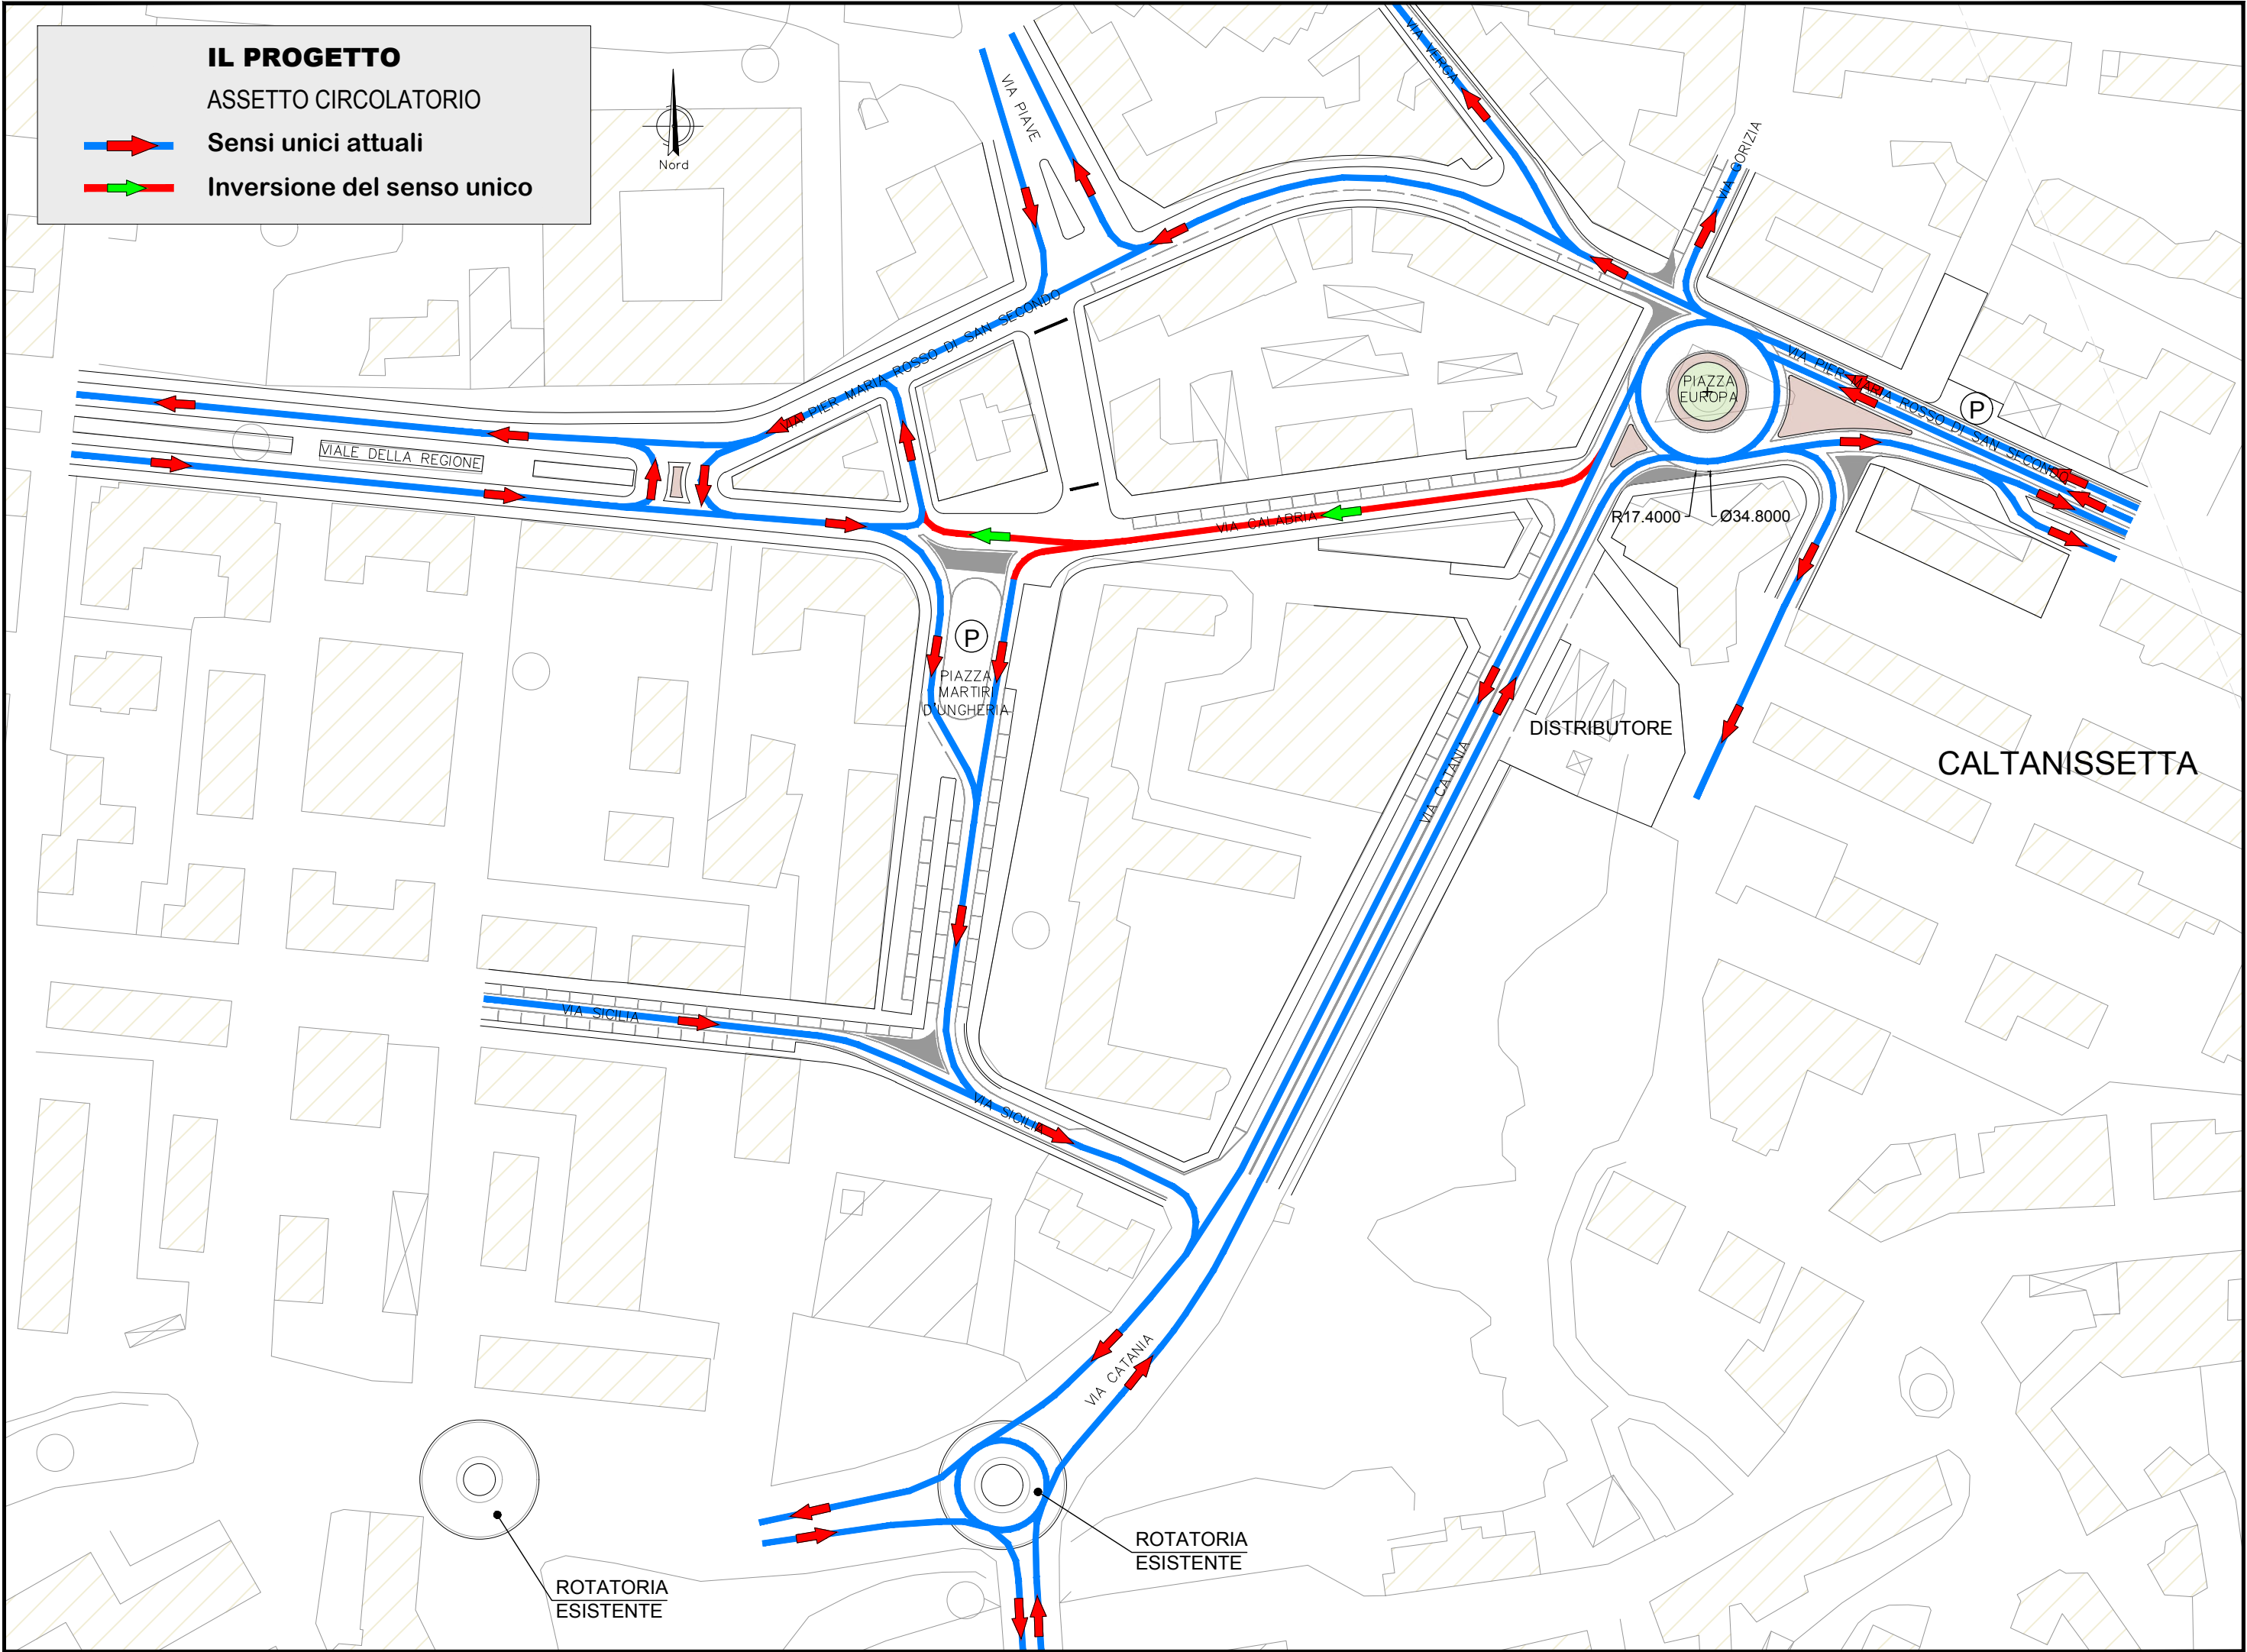 IL PROGETTO
ASSETTO CIRCOLATORIO
Sensi unici attuali
Inversione del senso unico
Nord
VIA PIAVE
VIA VERGA
VIA GORIZIA
VIA PIER MARIA ROSSO DI SAN SECONDO
PIAZZA
EUROPA
VIA PIER MARIA ROSSO DI SAN SECONDO
P
VIALE DELLA REGIONE
VIA CALABRIA
R17.4000
Ø34.8000
P
PIAZZA
MARTIRI
D'UNGHERIA
DISTRIBUTORE
CALTANISSETTA
VIA CATANIA
VIA SICILIA
VIA SICILIA
VIA CATANIA
ROTATORIA
ESISTENTE
ROTATORIA
ESISTENTE